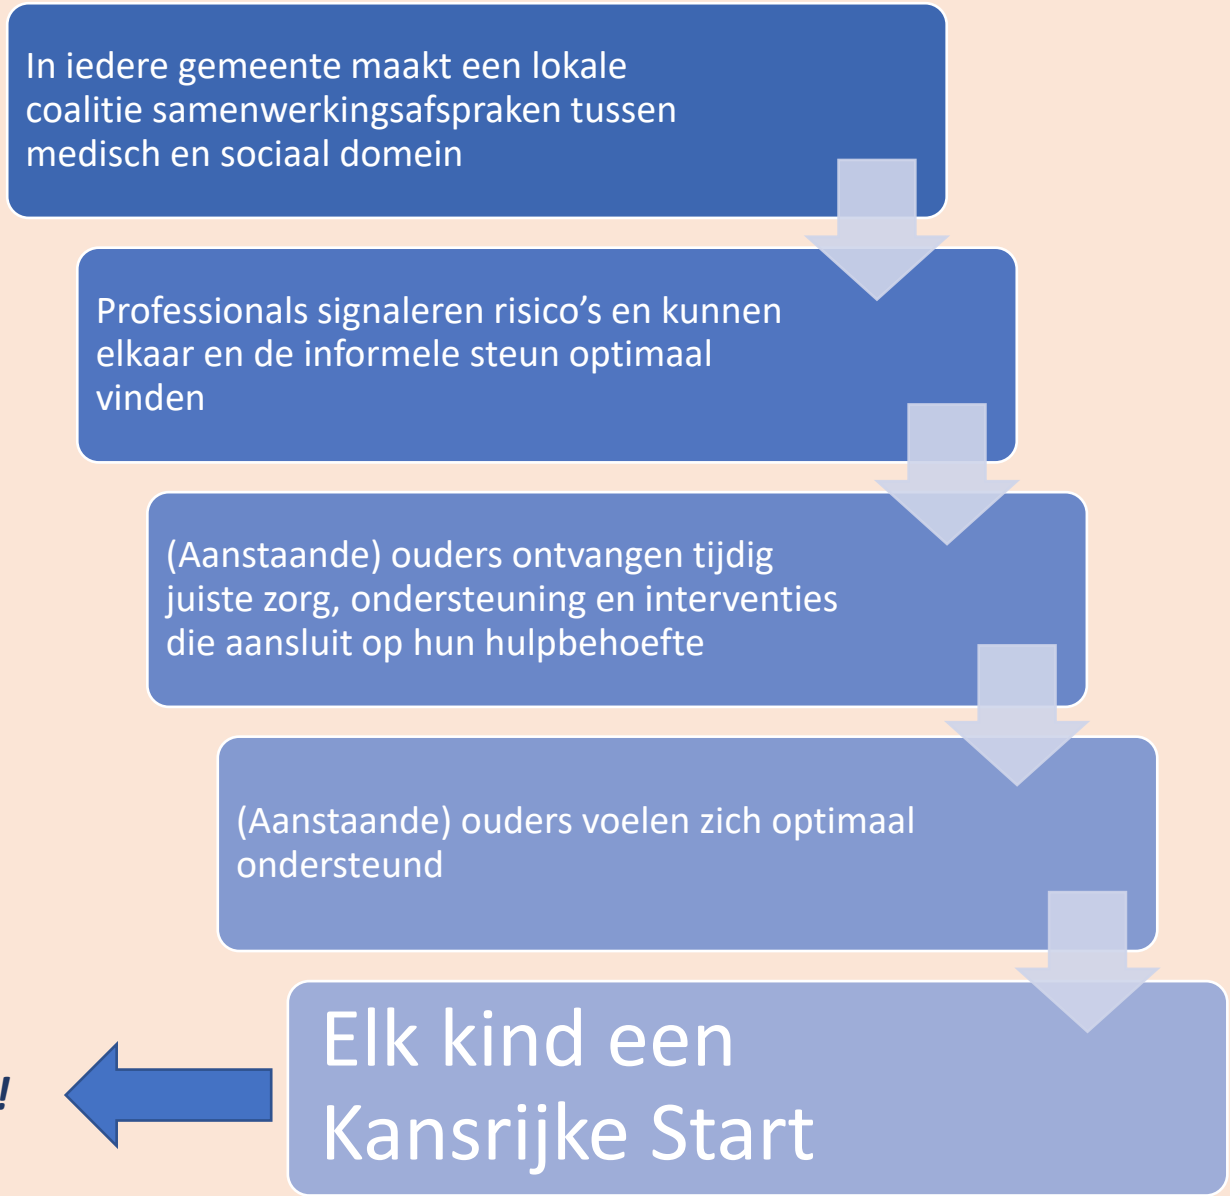 In iedere gemeente maakt een lokale
coalitie samenwerkingsafspraken tussen
medisch en sociaal domein
Professionals signaleren risico’s en kunnen
elkaar en de informele steun optimaal
vinden
(Aanstaande) ouders ontvangen tijdig
juiste zorg, ondersteuning en interventies
die aansluit op hun hulpbehoefte
(Aanstaande) ouders voelen zich optimaal
ondersteund
Elk kind een
Kansrijke Start
!